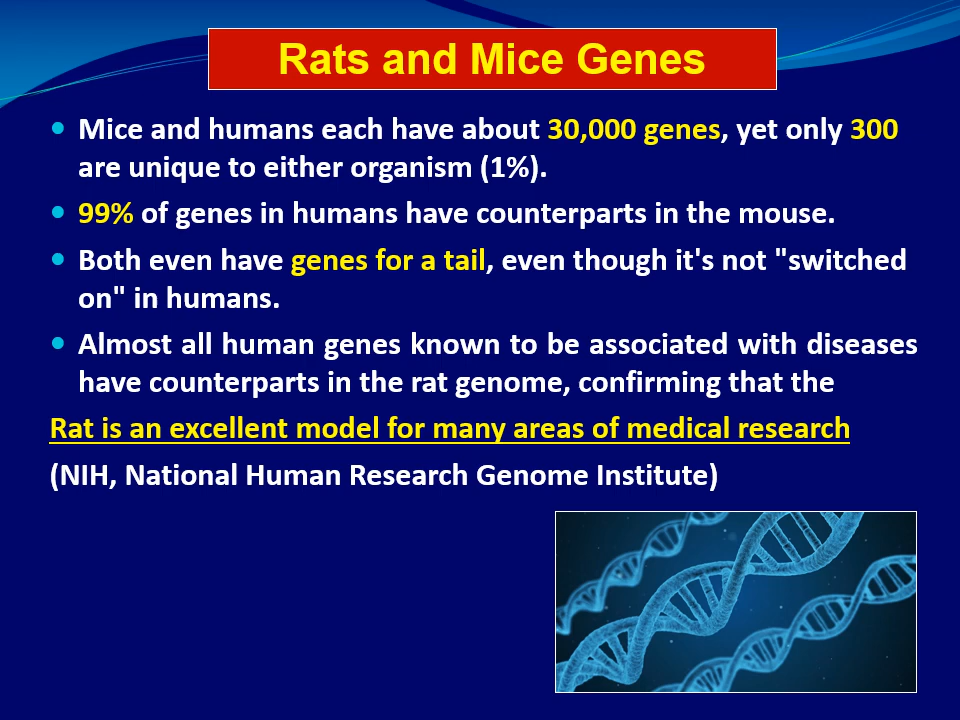 Rats and Mice Genes
• Mice and humans each have about 30,000 genes, yet only 300
are unique to either organism (1%).
• 99% of genes in humans have counterparts in the mouse.
• Both even have genes for a tail, even though it's not "switched
on" in humans.
• Almost all human genes known to be associated with diseases
have counterparts in the rat genome, confirming that the
Rat is an excellent model for many areas of medical research
(NIH, National Human Research Genome Institute)